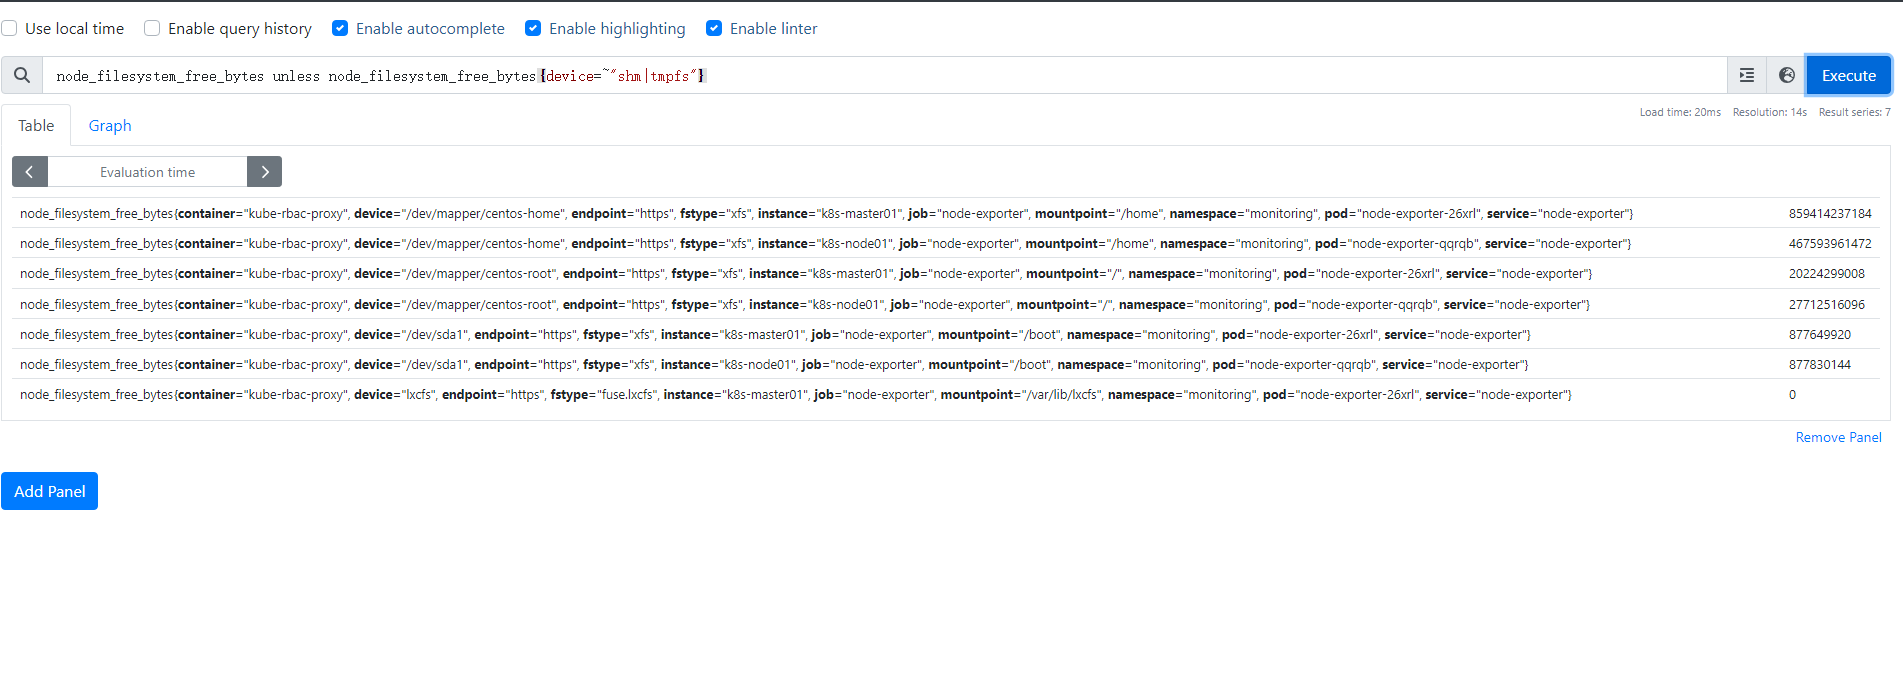 Use local time Enable query history Enable autocomplete Enable highlighting Enable linter
node_filesystem_free_bytes unless node_filesystem_free_bytes{device=~"shm|tmpfs"} Execute
Load time: 20ms Resolution: 14s Result series: 7
Table Graph
Evaluation time
node_filesystem_free_bytes{container="kube-rbac-proxy", device="/dev/mapper/centos-home", endpoint="https", fstype="xfs", instance="k8s-master01", job="node-exporter", mountpoint="/home", namespace="monitoring", pod="node-exporter-26xrl", service="node-exporter"} 859414237184
node_filesystem_free_bytes{container="kube-rbac-proxy", device="/dev/mapper/centos-home", endpoint="https", fstype="xfs", instance="k8s-node01", job="node-exporter", mountpoint="/home", namespace="monitoring", pod="node-exporter-qqrqb", service="node-exporter"} 467593961472
node_filesystem_free_bytes{container="kube-rbac-proxy", device="/dev/mapper/centos-root", endpoint="https", fstype="xfs", instance="k8s-master01", job="node-exporter", mountpoint="/", namespace="monitoring", pod="node-exporter-26xrl", service="node-exporter"} 20224299008
node_filesystem_free_bytes{container="kube-rbac-proxy", device="/dev/mapper/centos-root", endpoint="https", fstype="xfs", instance="k8s-node01", job="node-exporter", mountpoint="/", namespace="monitoring", pod="node-exporter-qqrqb", service="node-exporter"} 27712516096
node_filesystem_free_bytes{container="kube-rbac-proxy", device="/dev/sda1", endpoint="https", fstype="xfs", instance="k8s-master01", job="node-exporter", mountpoint="/boot", namespace="monitoring", pod="node-exporter-26xrl", service="node-exporter"} 877649920
node_filesystem_free_bytes{container="kube-rbac-proxy", device="/dev/sda1", endpoint="https", fstype="xfs", instance="k8s-node01", job="node-exporter", mountpoint="/boot", namespace="monitoring", pod="node-exporter-qqrqb", service="node-exporter"} 877830144
node_filesystem_free_bytes{container="kube-rbac-proxy", device="lxcfs", endpoint="https", fstype="fuse.lxcfs", instance="k8s-master01", job="node-exporter", mountpoint="/var/lib/lxcfs", namespace="monitoring", pod="node-exporter-26xrl", service="node-exporter"} 0
Remove Panel
Add Panel